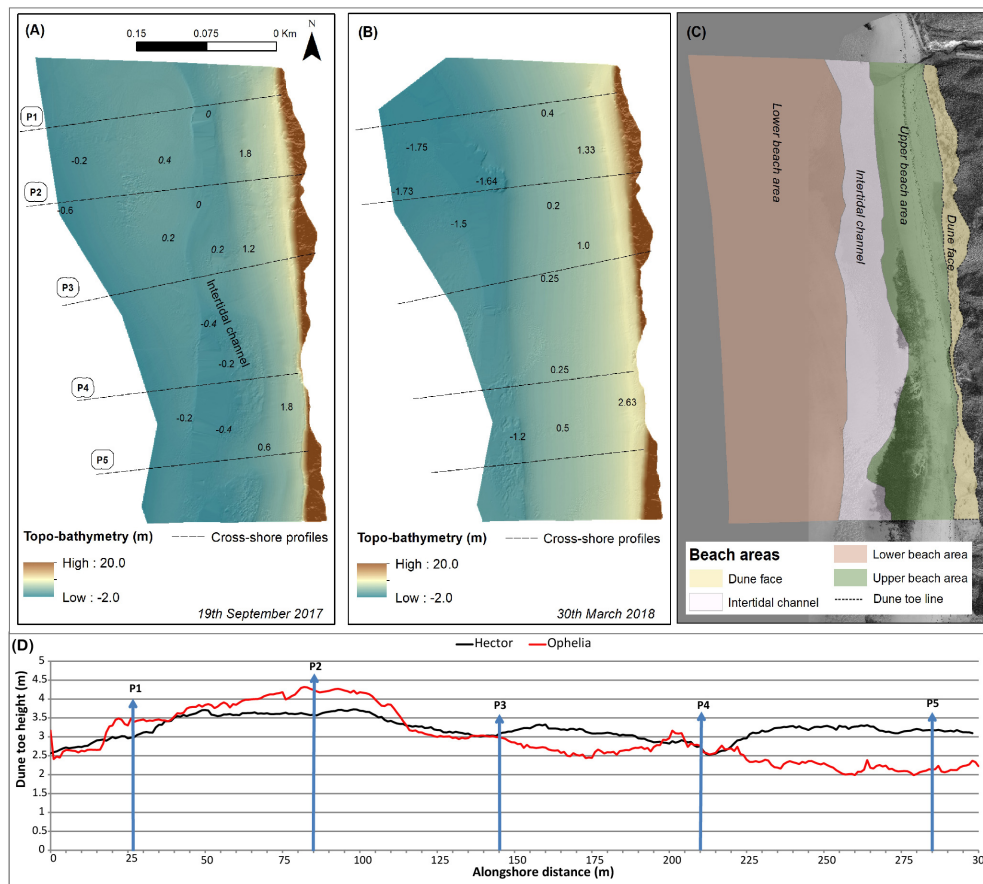 (A)
N
0.15 0.075 0 Km
P1
0
-0.2
0.4
1.8
P2
0
-0.6
0.2
0.2
1.2
P3
Intertidal channel
-0.4
-0.2
P4
1.8
-0.2
-0.4
0.6
P5
Topo-bathymetry (m)
Cross-shore profiles
High : 20.0
Low : -2.0
19th September 2017
(B)
0.4
-1.75
1.33
-1.64
-1.73
0.2
-1.5
1.0
0.25
0.25
2.63
0.5
-1.2
Topo-bathymetry (m)
Cross-shore profiles
High : 20.0
Low : -2.0
30th March 2018
(C)
Lower beach area
Intertidal channel
Upper beach area
Dune face
Beach areas
Dune face
Intertidal channel
Lower beach area
Upper beach area
Dune toe line
(D)
Hector Ophelia
Dune toe height (m)
5
4.5
4
3.5
3
2.5
2
1.5
1
0.5
0
P1
P2
P3
P4
P5
0 25 50 75 100 125 150 175 200 225 250 275 300
Alongshore distance (m)